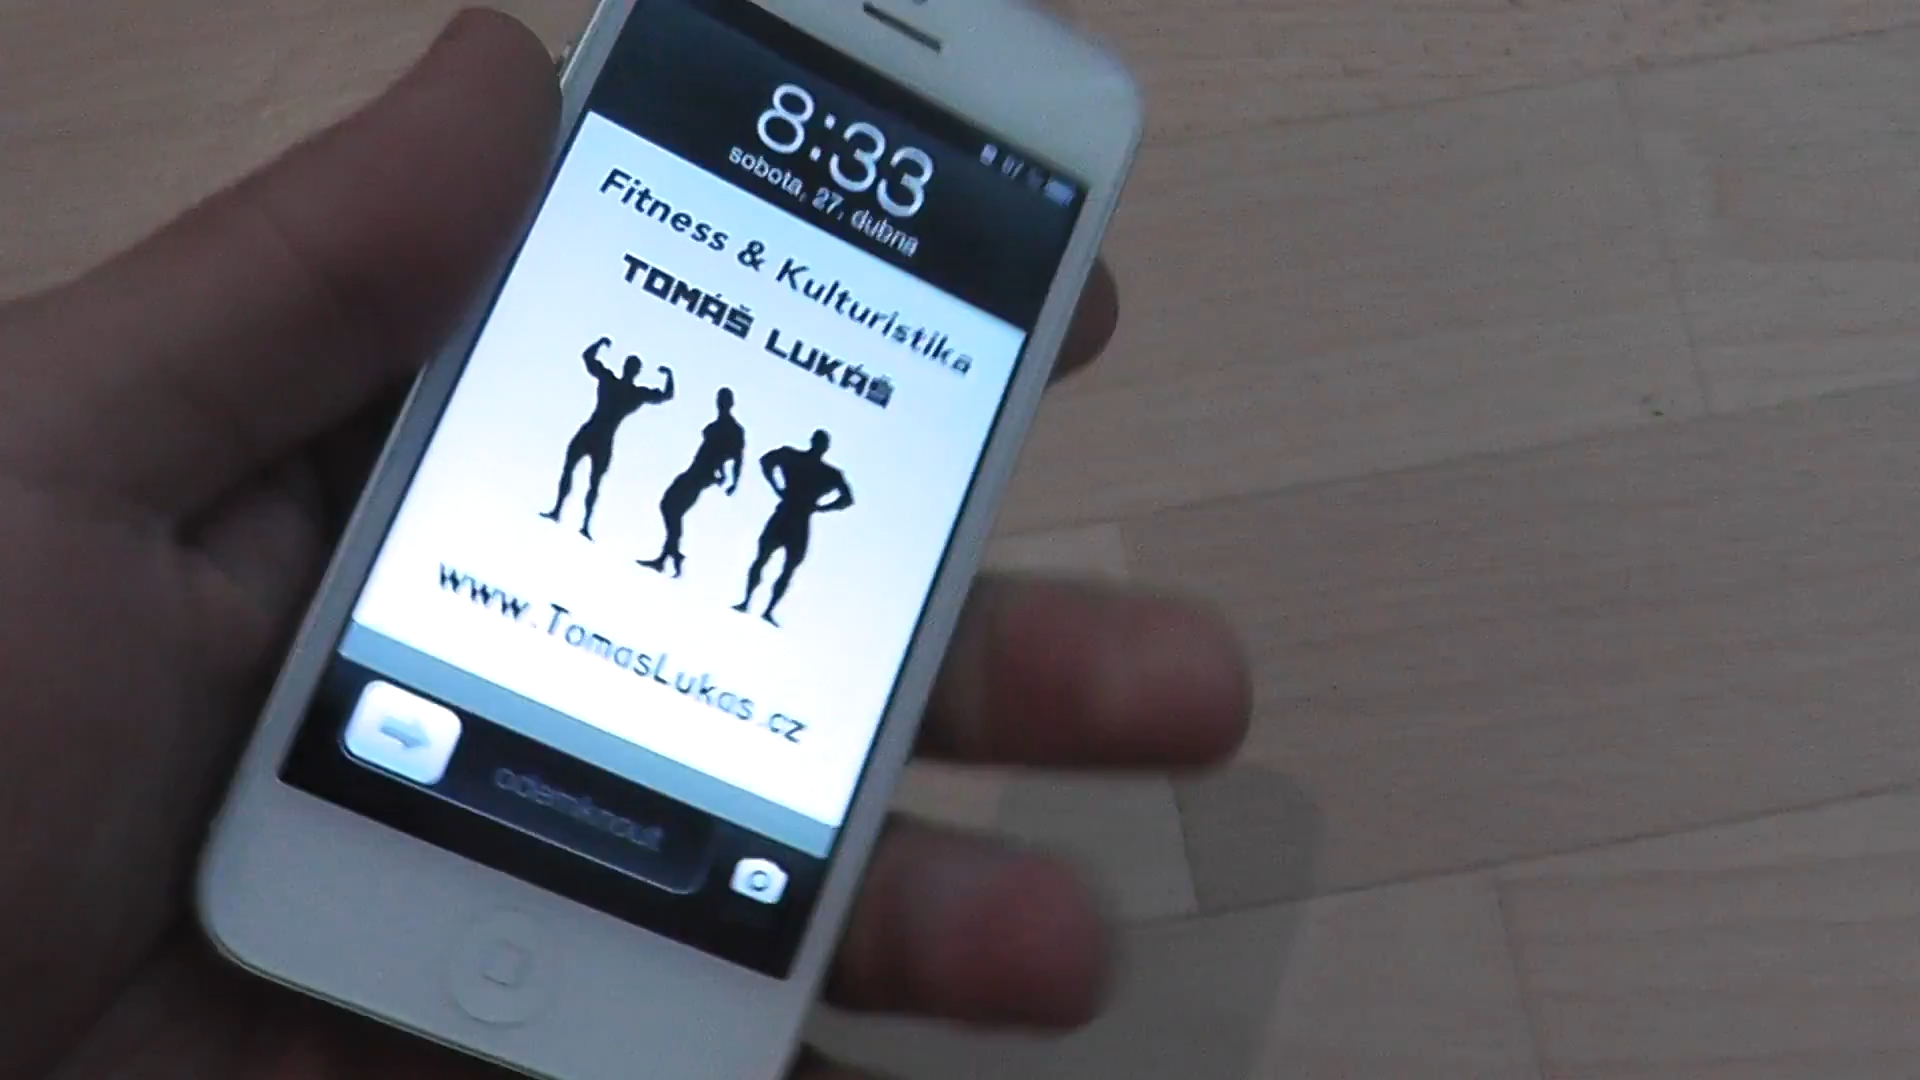 8:33
sobota, 27. dubna
Fitness & Kulturistika
TOMÁŠ LUKÁŠ
www.TomasLukas.cz
odemknout